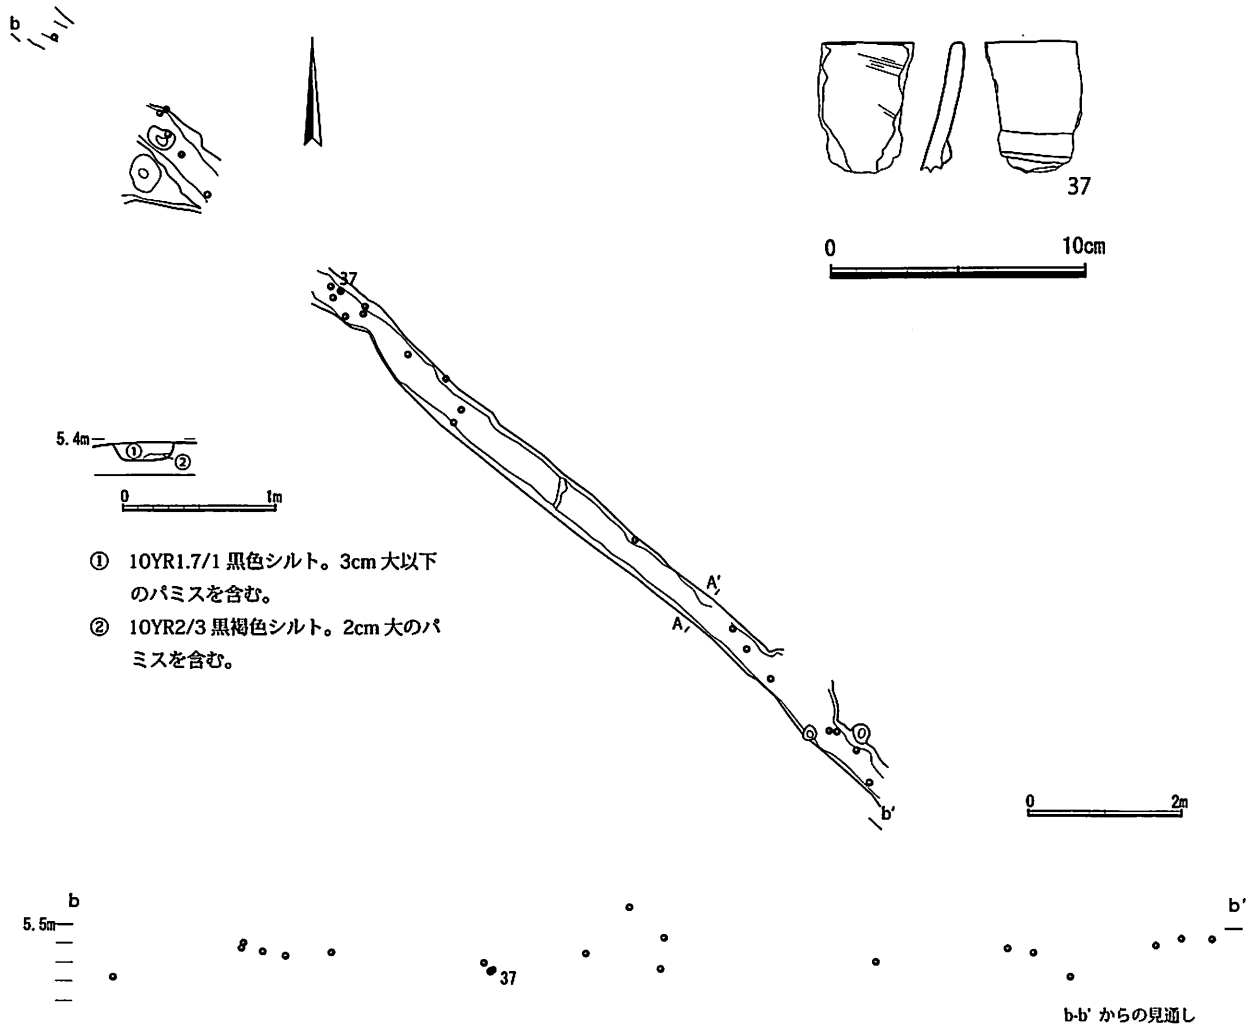 b
37
0 10cm
37
5.4m
①
②
0 1m
① 10YR1.7/1 黒色シルト。3cm 大以下
のパミスを含む。
② 10YR2/3 黒褐色シルト。2cm 大のパ
ミスを含む。
A'
A
b'
0 2m
b
b'
5.5m
37
b-b' からの見通し